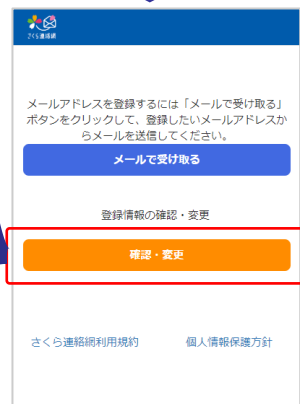 さくら連絡網
メールアドレスを登録するには「メールで受け取る」
ボタンをクリックして、登録したいメールアドレスか
らメールを送信してください。
メールで受け取る
登録情報の確認・変更
確認・変更
さくら連絡網利用規約 個人情報保護方針